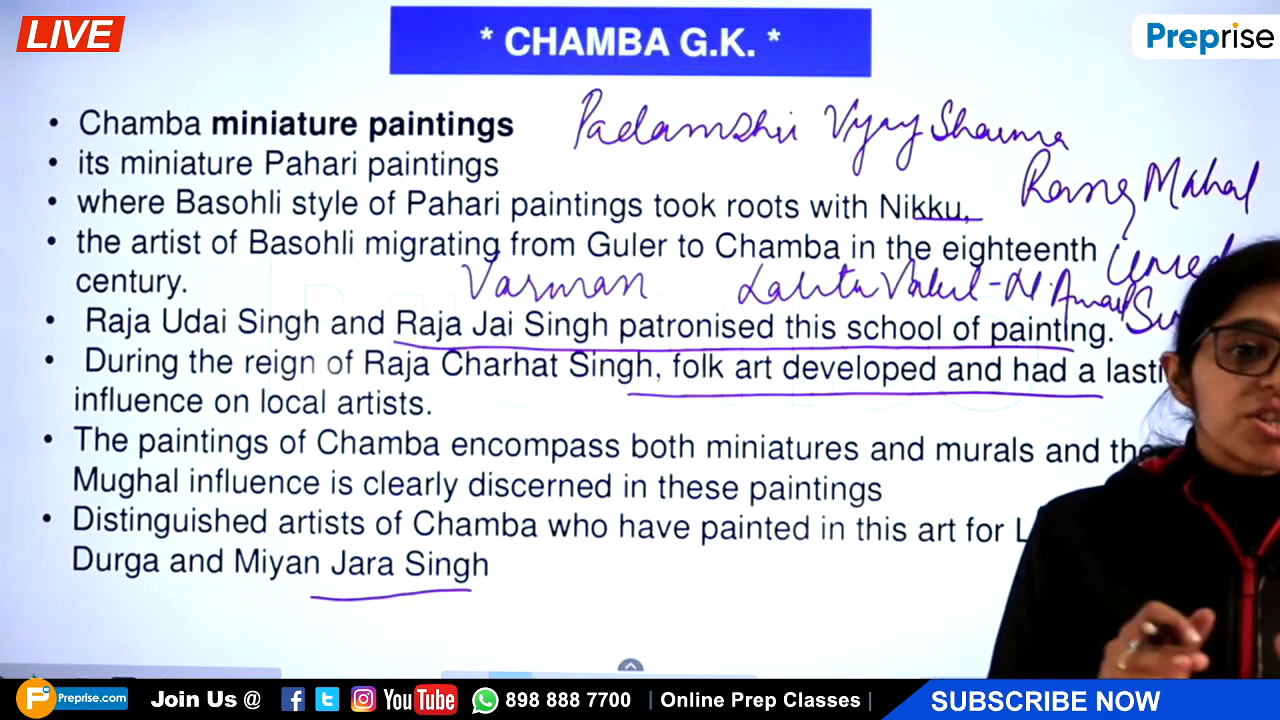 LIVE
* CHAMBA G.K. *
Preprise
• Chamba miniature paintings
Padamshri Vijay Sharma
• its miniature Pahari paintings
Rang Mahal
• where Basohli style of Pahari paintings took roots with Nikku,
• the artist of Basohli migrating from Guler to Chamba in the eighteenth
century.
Varman
• Raja Udai Singh and Raja Jai Singh patronised this school of painting.
• During the reign of Raja Charhat Singh, folk art developed and had a
influence on local artists.
• The paintings of Chamba encompass both miniatures and murals and the
Mughal influence is clearly discerned in these paintings
• Distinguished artists of Chamba who have painted in this art for
Durga and Miyan Jara Singh
Preprise.com
Join Us @
YouTube
898 888 7700
| Online Prep Classes |
SUBSCRIBE NOW